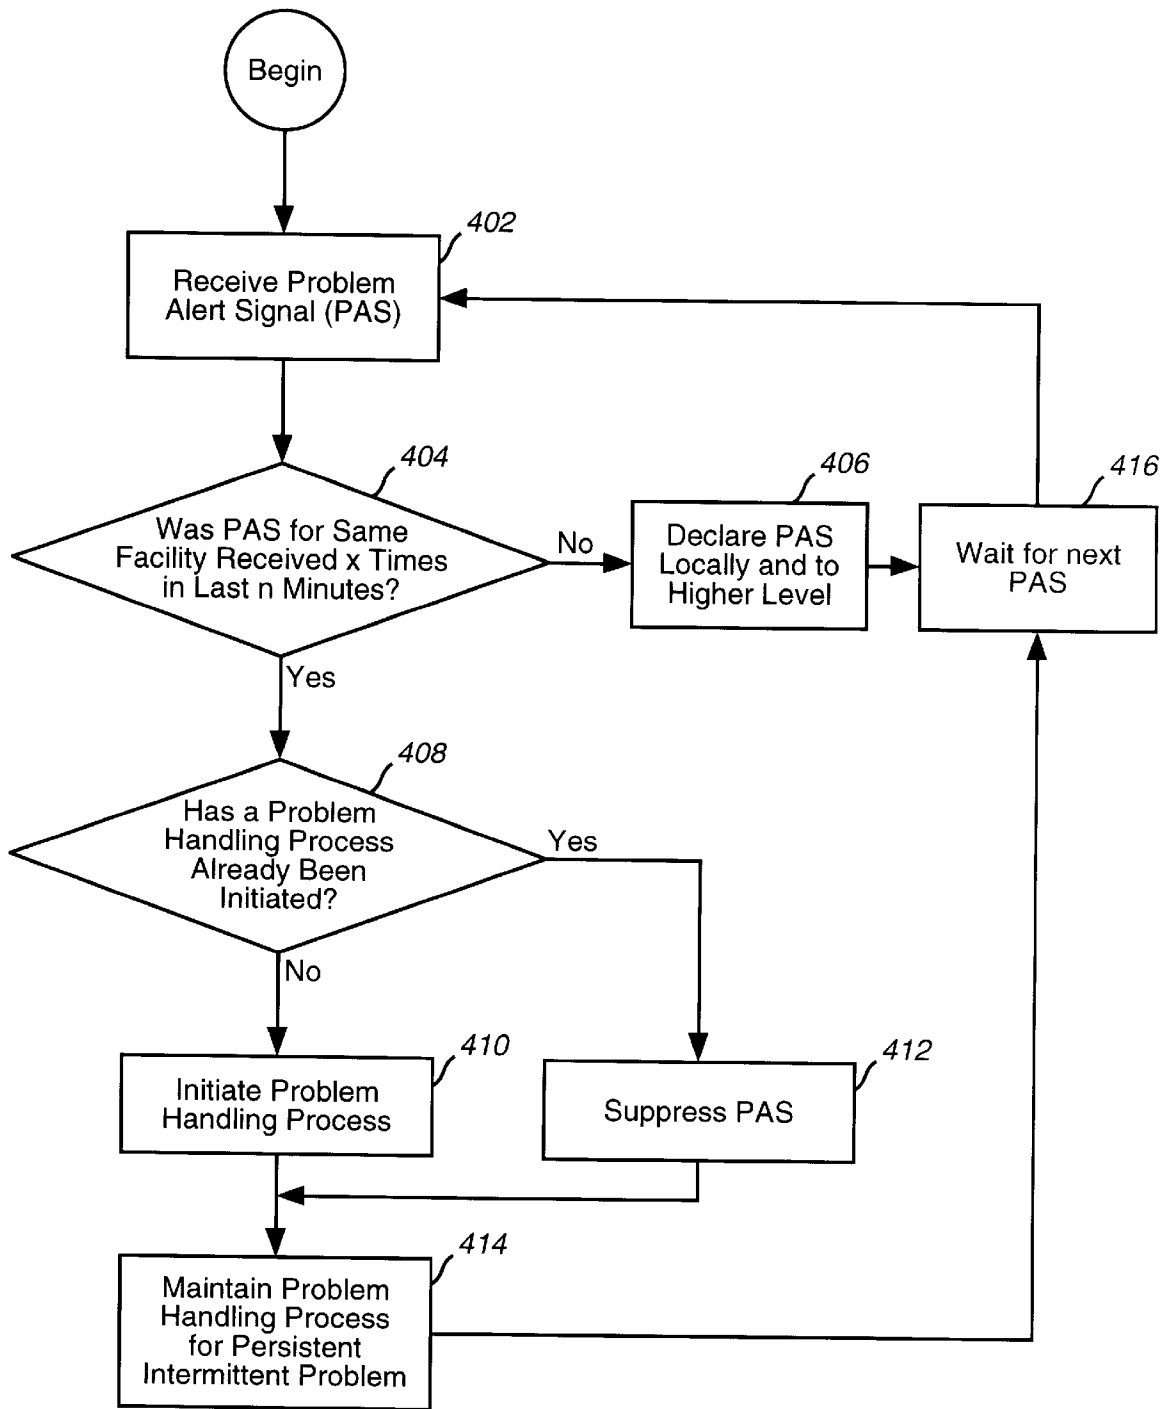 Begin
402
Receive Problem
Alert Signal (PAS)
404
Was PAS for Same
Facility Received x Times
in Last n Minutes?
No
406
Declare PAS
Locally and to
Higher Level
416
Wait for next
PAS
Yes
408
Has a Problem
Handling Process
Already Been
Initiated?
Yes
No
410
Initiate Problem
Handling Process
412
Suppress PAS
414
Maintain Problem
Handling Process
for Persistent
Intermittent Problem